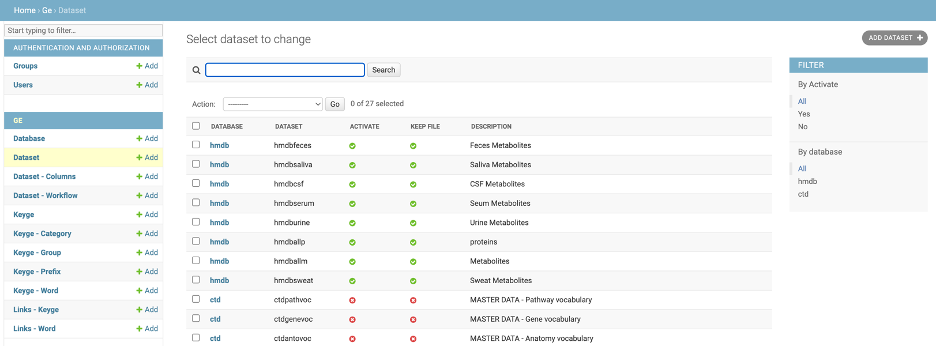 Home › Ge › Dataset
Start typing to filter...
AUTHENTICATION AND AUTHORIZATION
Groups + Add
Users + Add
GE
Database + Add
Dataset + Add
Dataset - Columns + Add
Dataset - Workflow + Add
Keyge + Add
Keyge - Category + Add
Keyge - Group + Add
Keyge - Prefix + Add
Keyge - Word + Add
Links - Keyge + Add
Links - Word + Add
Select dataset to change
ADD DATASET +
Search
Action: --------- Go 0 of 27 selected
DATABASE DATASET ACTIVATE KEEP FILE DESCRIPTION
hmdb hmdbfeces Feces Metabolites
hmdb hmdbsaliva Saliva Metabolites
hmdb hmdbcsf CSF Metabolites
hmdb hmdbserum Seum Metabolites
hmdb hmdburine Urine Metabolites
hmdb hmdballp proteins
hmdb hmdballm Metabolites
hmdb hmdbsweat Sweat Metabolites
ctd ctdpathvoc MASTER DATA - Pathway vocabulary
ctd ctdgenevoc MASTER DATA - Gene vocabulary
ctd ctdantovoc MASTER DATA - Anatomy vocabulary
FILTER
By Activate
All
Yes
No
By database
All
hmdb
ctd